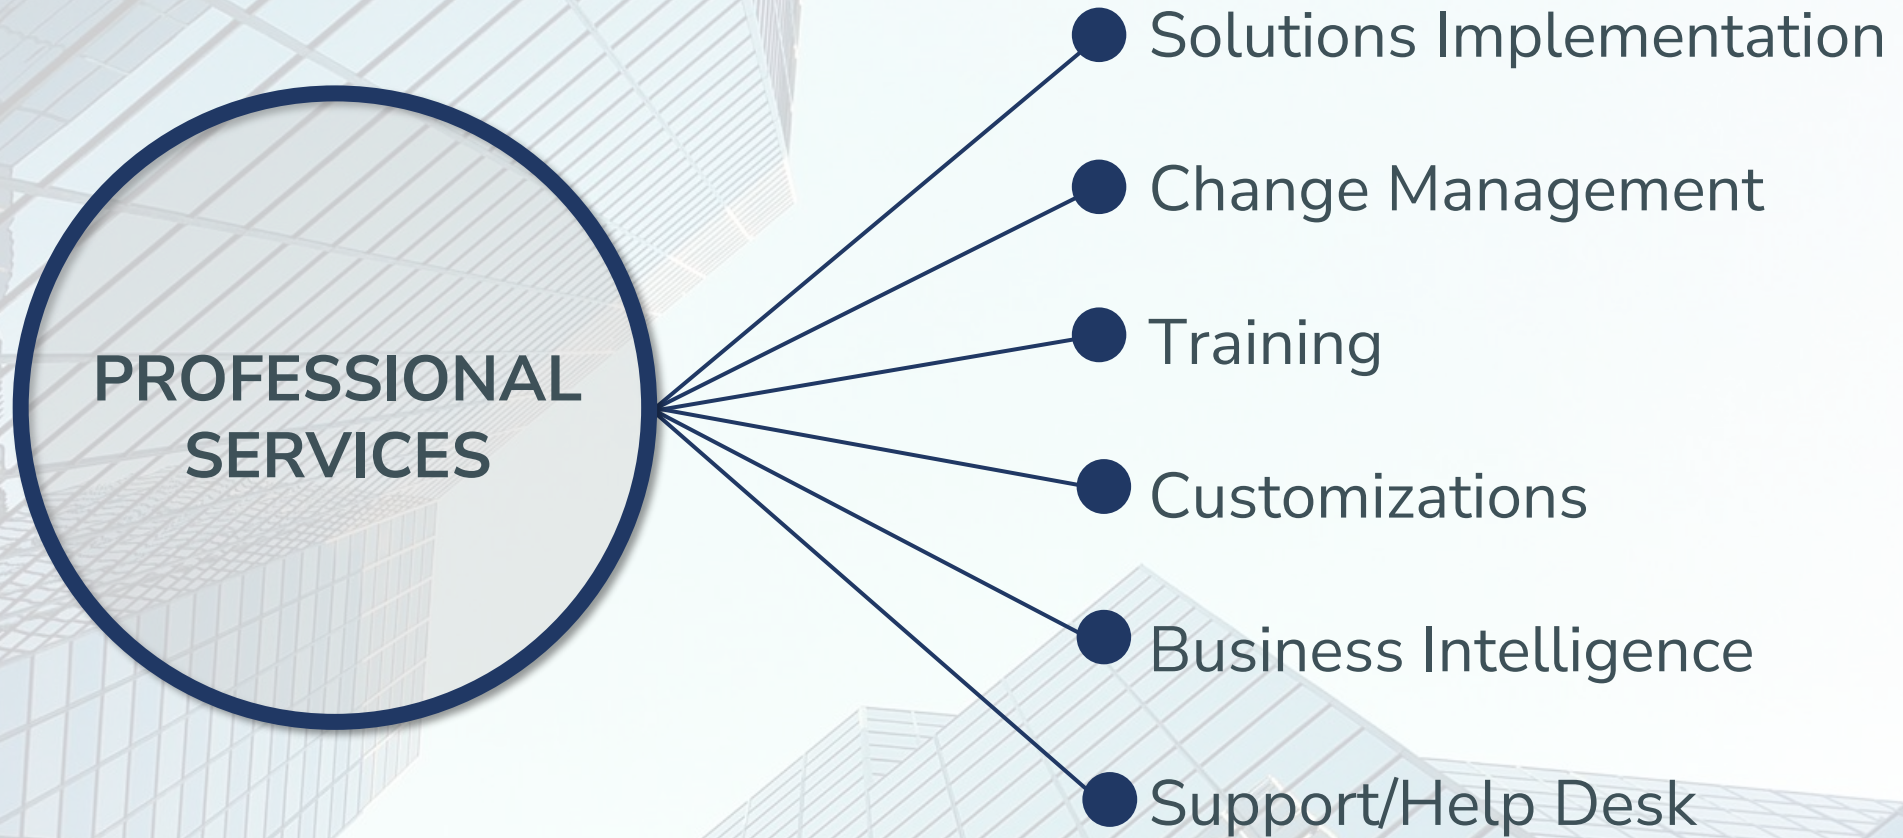 PROFESSIONAL
SERVICES
Solutions Implementation
Change Management
Training
Customizations
Business Intelligence
Support/Help Desk